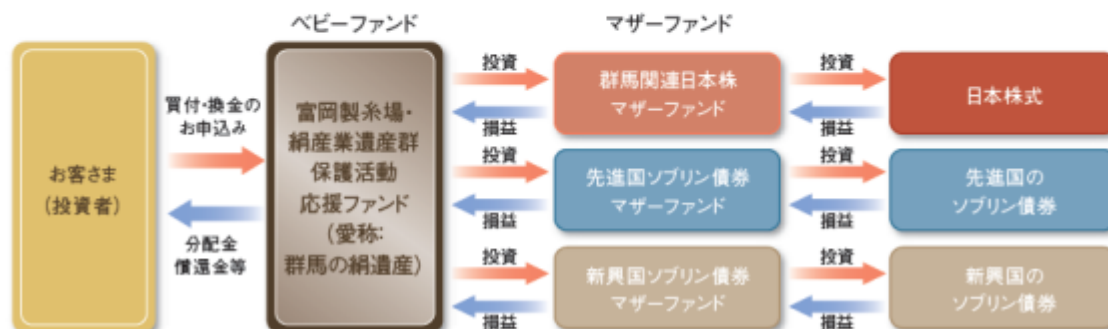 ベビーファンド
マザーファンド
お客さま
(投資者)
買付・換金の
お申込み
分配金
償還金等
富岡製糸場・
絹産業遺産群
保護活動
応援ファンド
(愛称:
群馬の絹遺産)
投資
損益
群馬関連日本株
マザーファンド
投資
損益
日本株式
投資
損益
先進国ソブリン債券
マザーファンド
投資
損益
先進国の
ソブリン債券
投資
損益
新興国ソブリン債券
マザーファンド
投資
損益
新興国の
ソブリン債券